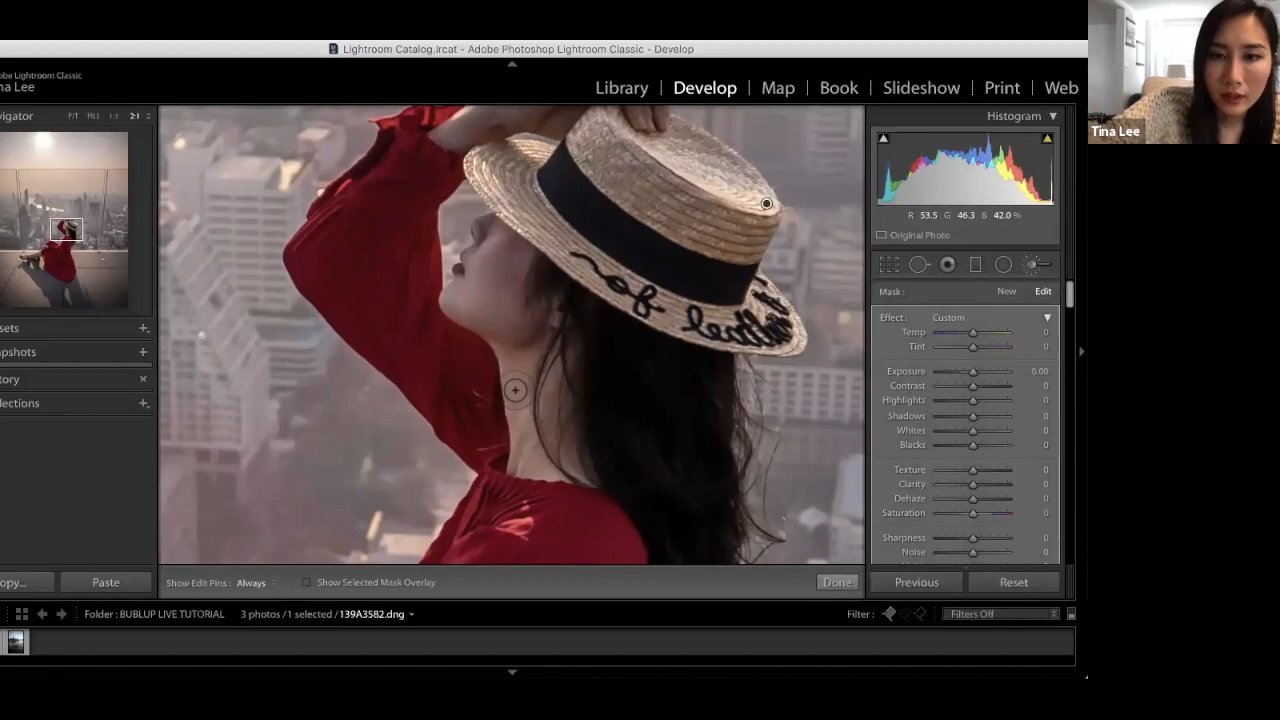 Lightroom Catalog.lrcat - Adobe Photoshop Lightroom Classic - Develop
obe Lightroom Classic
na Lee
Library | Develop | Map | Book | Slideshow | Print | Web
Tina Lee
vigator FIT FILL 1:1 2:1
Histogram
R 53.5 G 46.3 B 42.0 %
Original Photo
Mask : New Edit
Effect : Custom
Temp 0
Tint 0
Exposure 0.00
Contrast 0
Highlights 0
Shadows 0
Whites 0
Blacks 0
Texture 0
Clarity 0
Dehaze 0
Saturation 0
Sharpness 0
Noise 0
sets
apshots
tory
llections
of
opy... Paste
Show Edit Pins : Always
Show Selected Mask Overlay
Done
Previous Reset
Folder : BUBLUP LIVE TUTORIAL 3 photos / 1 selected / 139A3582.dng
Filter : Filters Off